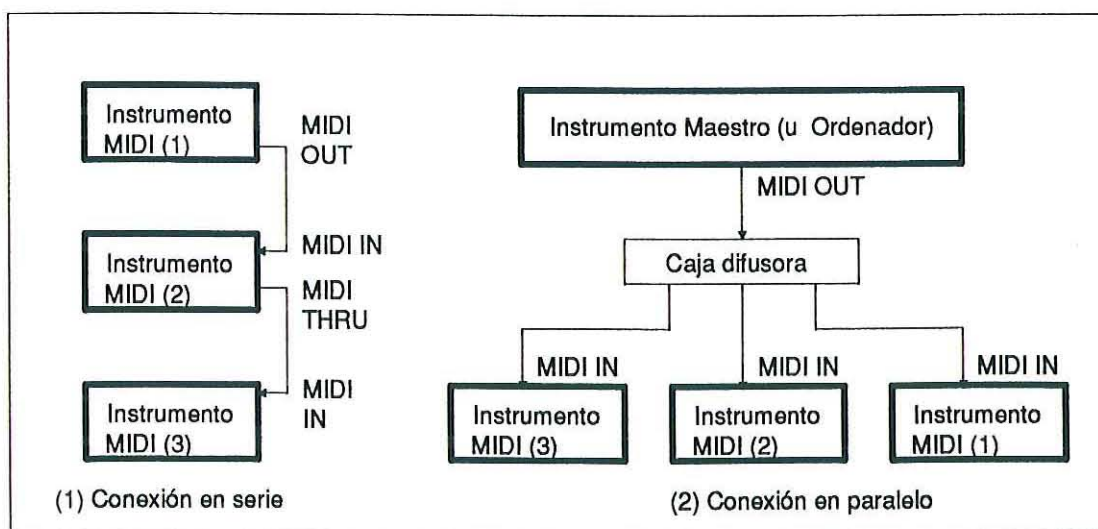 Instrumento
MIDI (1)
MIDI
OUT
MIDI IN
Instrumento
MIDI (2)
MIDI
THRU
MIDI
IN
Instrumento
MIDI (3)
(1) Conexión en serie
Instrumento Maestro (u Ordenador)
MIDI OUT
Caja difusora
MIDI IN
MIDI IN
MIDI IN
Instrumento
MIDI (3)
Instrumento
MIDI (2)
Instrumento
MIDI (1)
(2) Conexión en paralelo